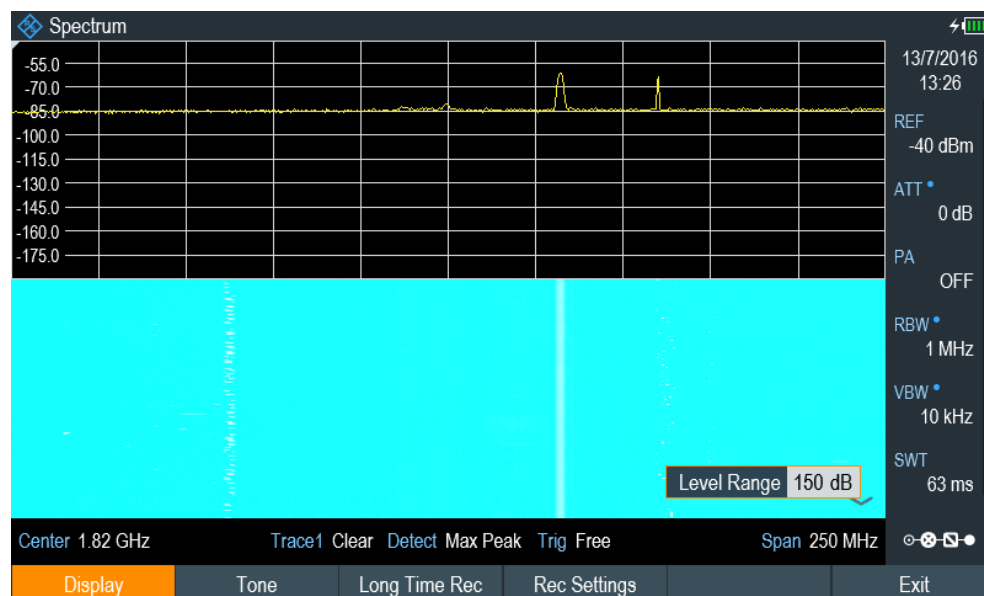 Spectrum
13/7/2016
13:26
-55.0
-70.0
-85.0
-100.0
-115.0
-130.0
-145.0
-160.0
-175.0
REF
-40 dBm
ATT
0 dB
PA
OFF
RBW
1 MHz
VBW
10 kHz
SWT
63 ms
Level Range 150 dB
Center 1.82 GHz Trace1 Clear Detect Max Peak Trig Free Span 250 MHz
Display Tone Long Time Rec Rec Settings Exit